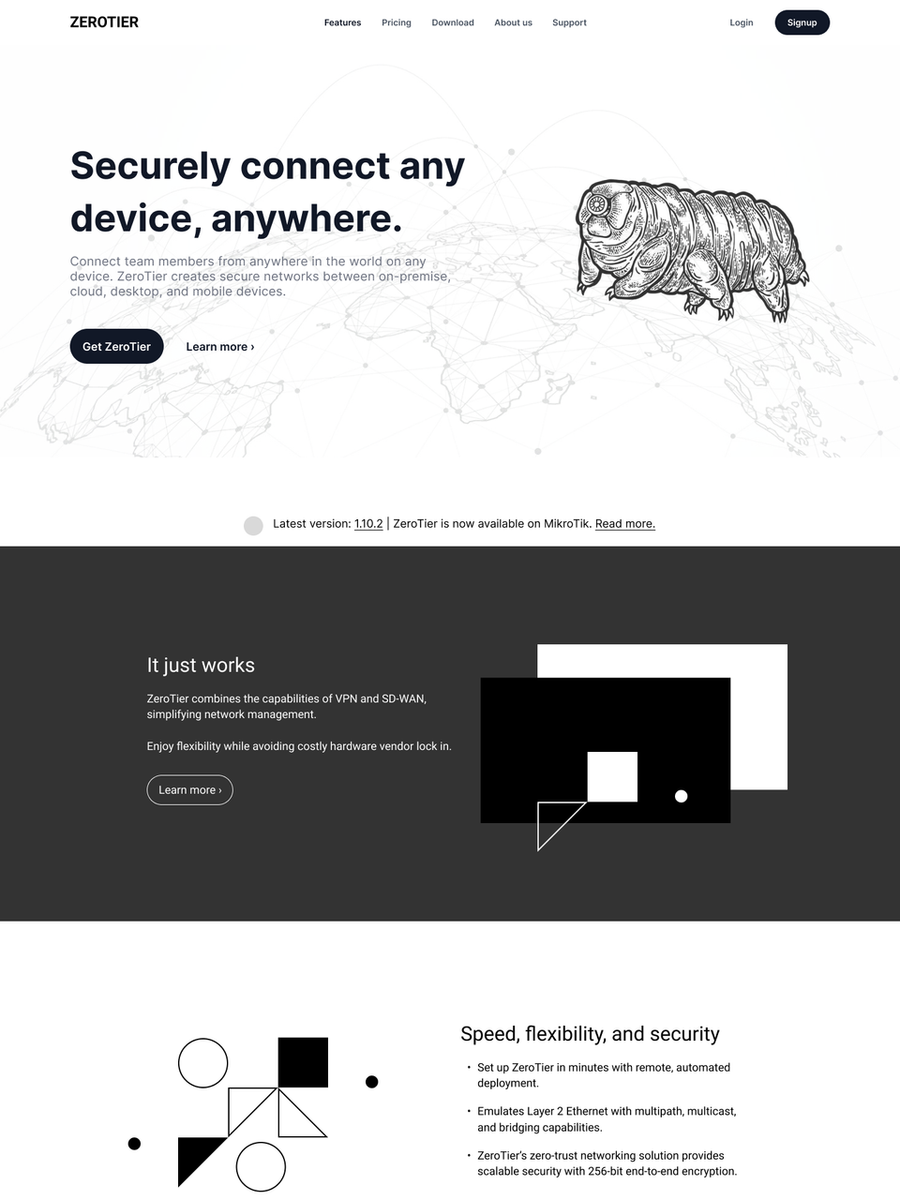 ZEROTIER
Features
Pricing
Download
About us
Support
Login
Signup
Securely connect any
device, anywhere.
Connect team members from anywhere in the world on any
device. ZeroTier creates secure networks between on-premise,
cloud, desktop, and mobile devices.
Get ZeroTier
Learn more ›
Latest version: 1.10.2 | ZeroTier is now available on MikroTik. Read more.
It just works
ZeroTier combines the capabilities of VPN and SD-WAN,
simplifying network management.
Enjoy flexibility while avoiding costly hardware vendor lock in.
Learn more ›
Speed, flexibility, and security
• Set up ZeroTier in minutes with remote, automated
deployment.
• Emulates Layer 2 Ethernet with multipath, multicast,
and bridging capabilities.
• ZeroTier’s zero-trust networking solution provides
scalable security with 256-bit end-to-end encryption.